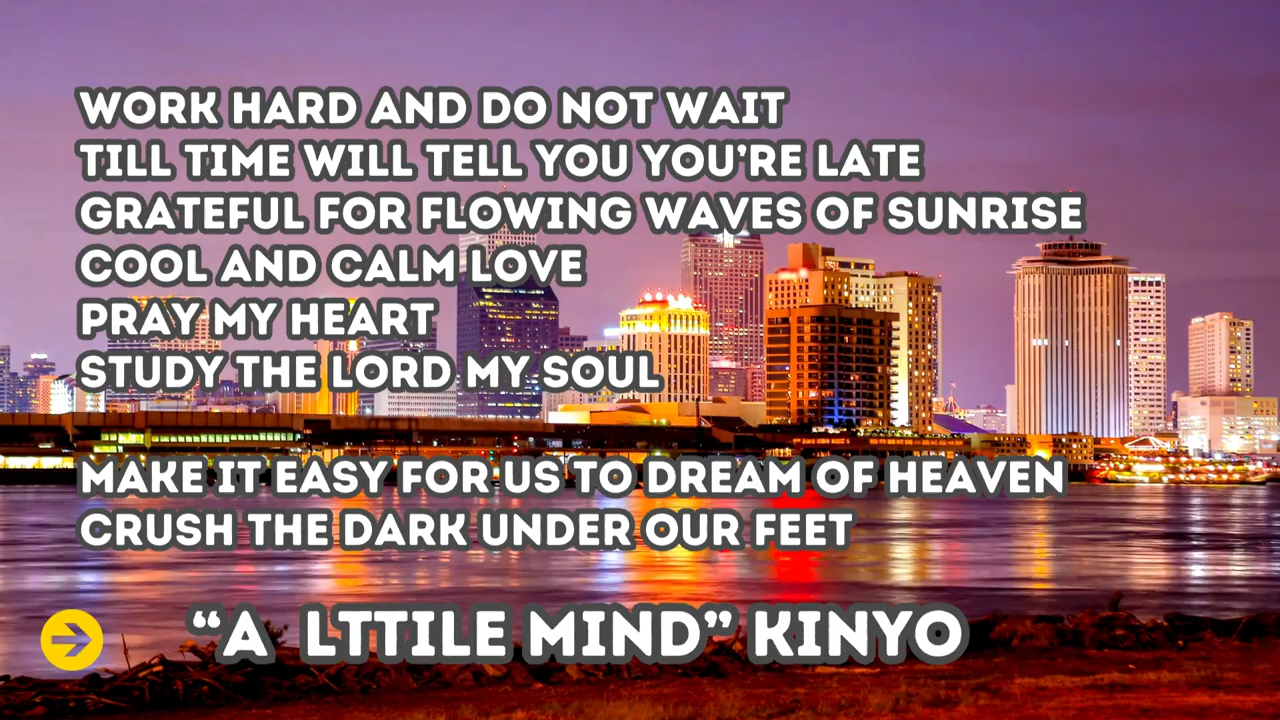 WORK HARD AND DO NOT WAIT
TILL TIME WILL TELL YOU YOU’RE LATE
GRATEFUL FOR FLOWING WAVES OF SUNRISE
COOL AND CALM LOVE
PRAY MY HEART
STUDY THE LORD MY SOUL
MAKE IT EASY FOR US TO DREAM OF HEAVEN
CRUSH THE DARK UNDER OUR FEET
“A LTTILE MIND” KINYO